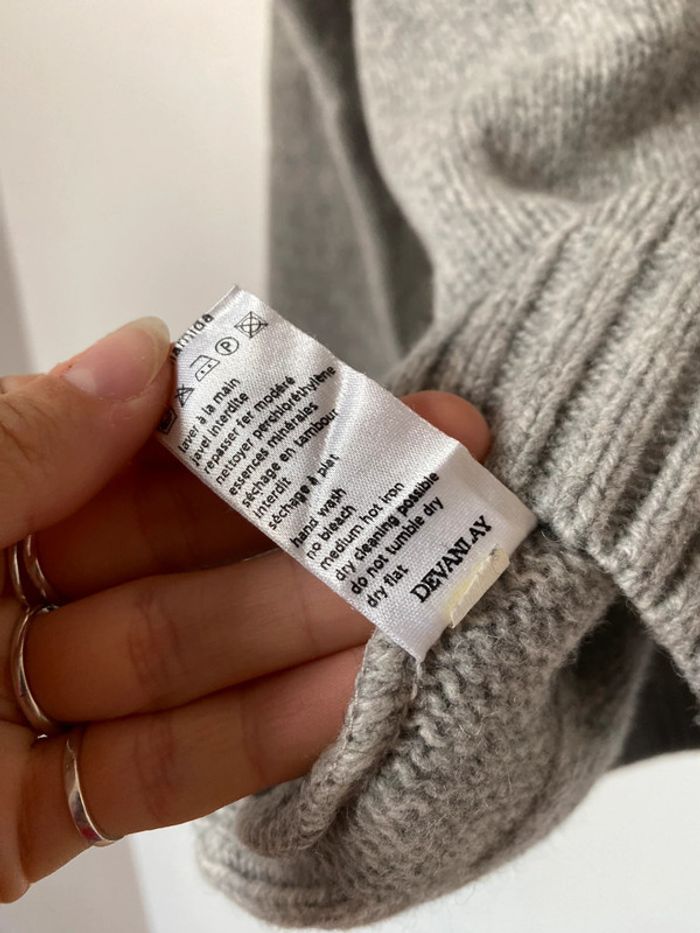 laver à la main
javel interdite
repasser fer modéré
nettoyer perchloréthylène
essences minérales
séchage en tambour
interdit
séchage à plat
hand wash
no bleach
medium hot iron
dry cleaning possible
do not tumble dry
dry flat
DEVANLAY